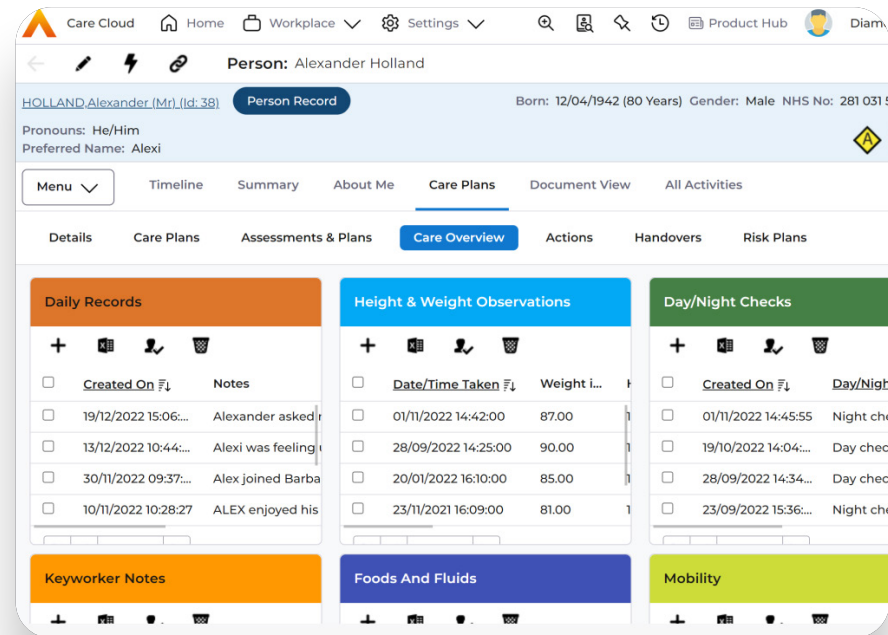 Care Cloud Home Workplace Settings Product Hub Diam
Person: Alexander Holland
HOLLAND,Alexander (Mr) (Id: 38) Person Record Born: 12/04/1942 (80 Years) Gender: Male NHS No: 281 031 5
Pronouns: He/Him
Preferred Name: Alexi
A
Menu Timeline Summary About Me Care Plans Document View All Activities
Details Care Plans Assessments & Plans Care Overview Actions Handovers Risk Plans
Daily Records
Created On Notes
19/12/2022 15:06:... Alexander asked
13/12/2022 10:44:... Alexi was feeling
30/11/2022 09:37:... Alex joined Barba
10/11/2022 10:28:27 ALEX enjoyed his
Height & Weight Observations
Date/Time Taken Weight i...
01/11/2022 14:42:00 87.00
28/09/2022 14:25:00 90.00
20/01/2022 16:10:00 85.00
23/11/2021 16:09:00 81.00
Day/Night Checks
Created On Day/Nigh
01/11/2022 14:45:55 Night che
19/10/2022 14:04:... Day chec
28/09/2022 14:34... Day chec
23/09/2022 15:36:... Night che
Keyworker Notes
Foods And Fluids
Mobility